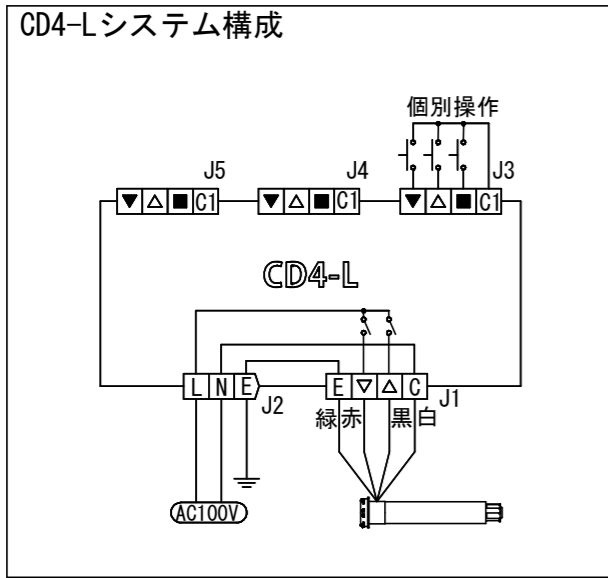 CD4-Lシステム構成
個別操作
J5 J4 J3
▼ △ ■ C1 ▼ △ ■ C1 ▼ △ ■ C1
CD4-L
L N E E ▽ △ C
J2 J1
緑 赤 黒 白
AC100V